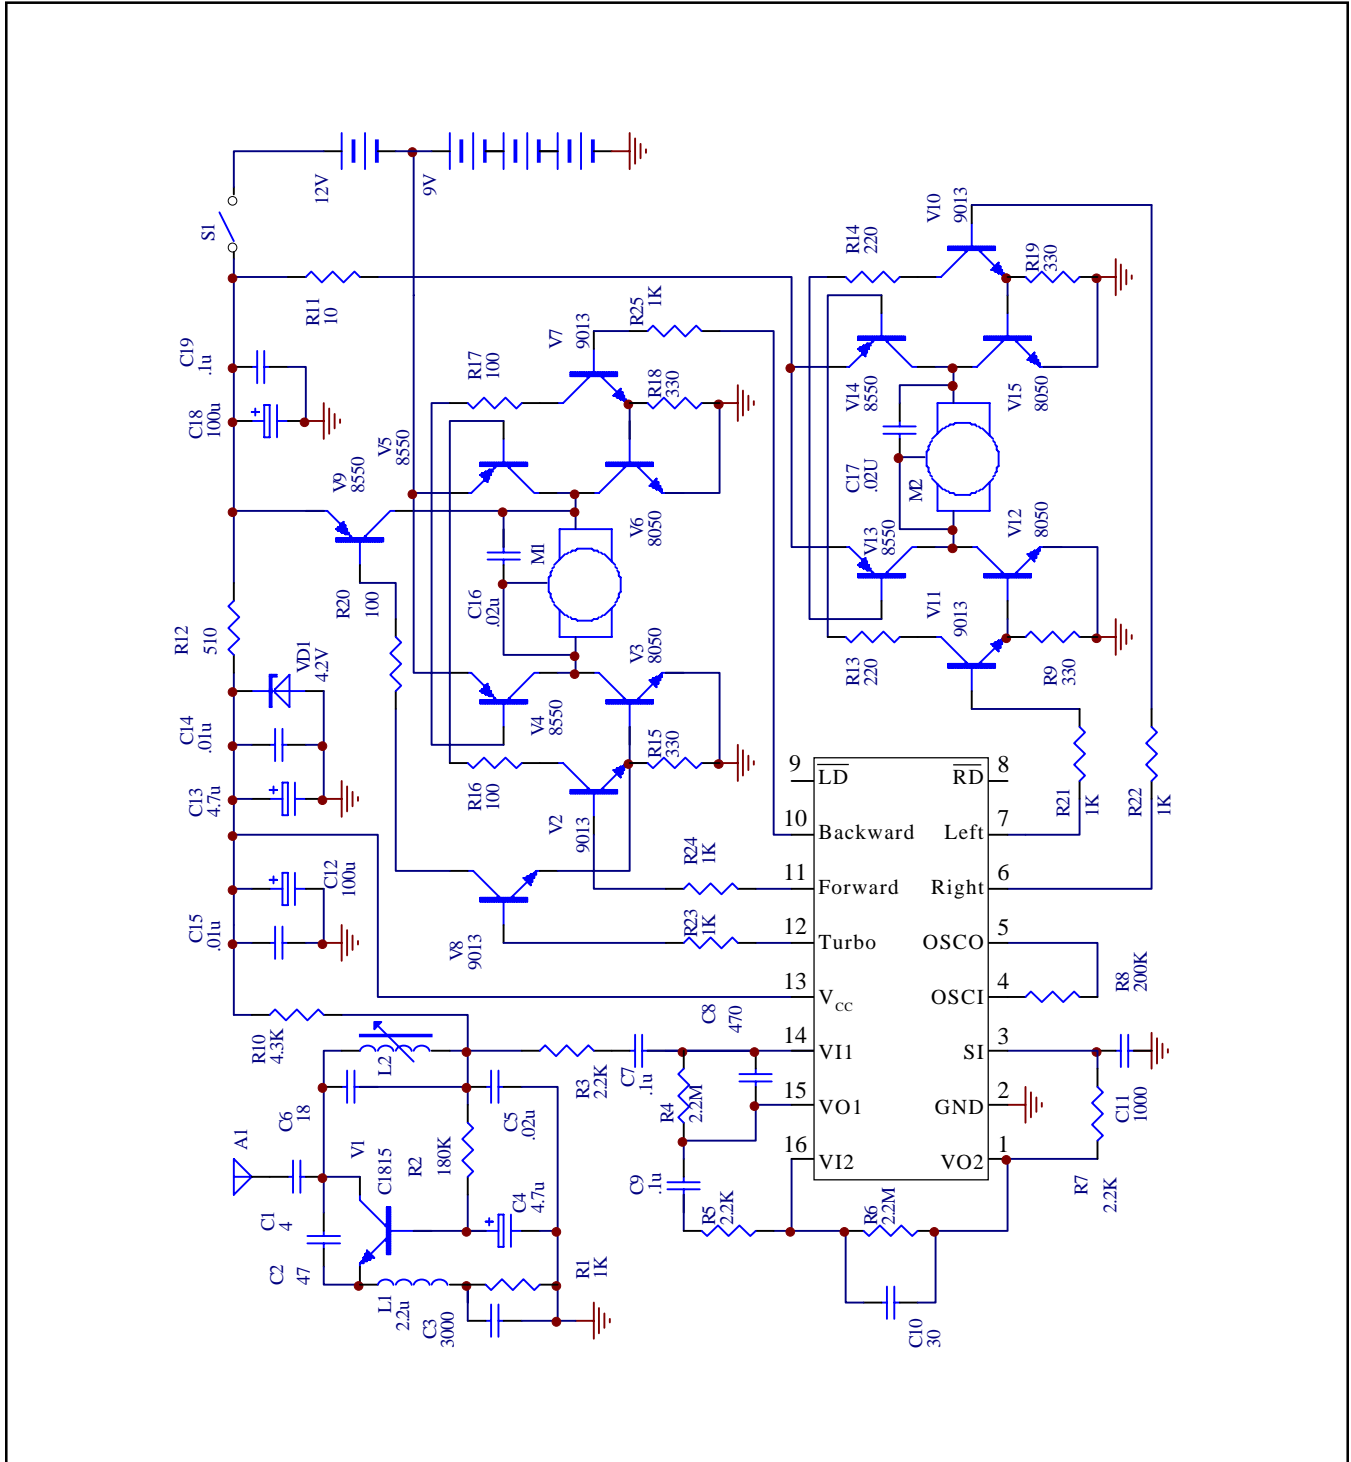 12V
9V
S1
R11
10
C19
.1u
C18
100u
V9
8550
V5
8550
R17
100
V7
9013
R25
1K
R18
330
V10
9013
R14
220
R19
330
V14
8550
V15
8050
C17
.02U
M2
V13
8550
V12
8050
V11
9013
R13
220
R9
330
R12
510
R20
100
C16
.02u
M1
V6
8050
V3
8050
V4
8550
R15
330
R16
100
V2
9013
VD1
4.2V
C14
.01u
C13
4.7u
C12
100u
C15
.01u
V8
9013
R24
1K
R23
1K
R21
1K
R22
1K
9 LD
RD 8
10 Backward
Left 7
11 Forward
Right 6
12 Turbo
OSCO 5
13 VCC
OSCI 4
14 VI1
SI 3
15 VO1
GND 2
16 VI2
VO2 1
R8
200K
C8
470
R10
4.3K
L2
R3
2.2K
C7
.1u
R4
2.2M
C11
1000
R7
2.2K
C6
18
A1
V1
C1815
R2
180K
C5
.02u
C4
4.7u
C9
.1u
R5
2.2K
R6
2.2M
C1
4
C2
47
L1
2.2u
C3
3000
R1
1K
C10
30